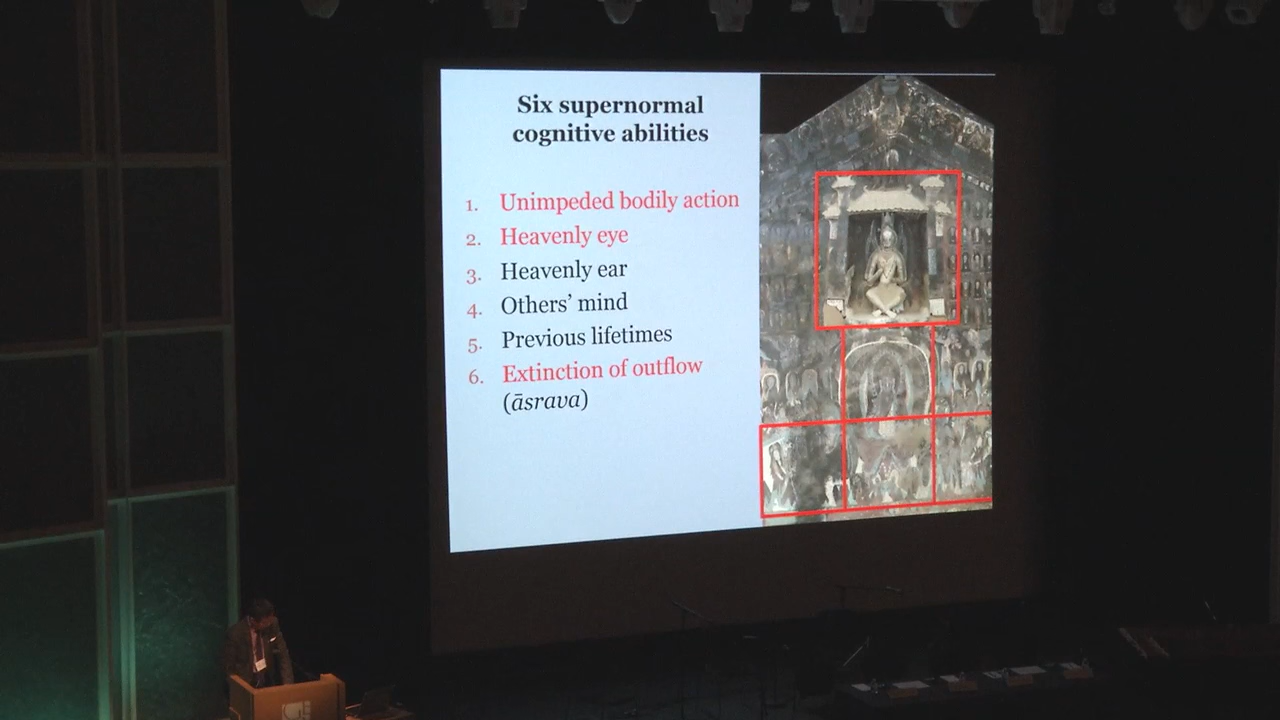 Six supernormal
cognitive abilities
1. Unimpeded bodily action
2. Heavenly eye
3. Heavenly ear
4. Others’ mind
5. Previous lifetimes
6. Extinction of outflow
(āsrava)